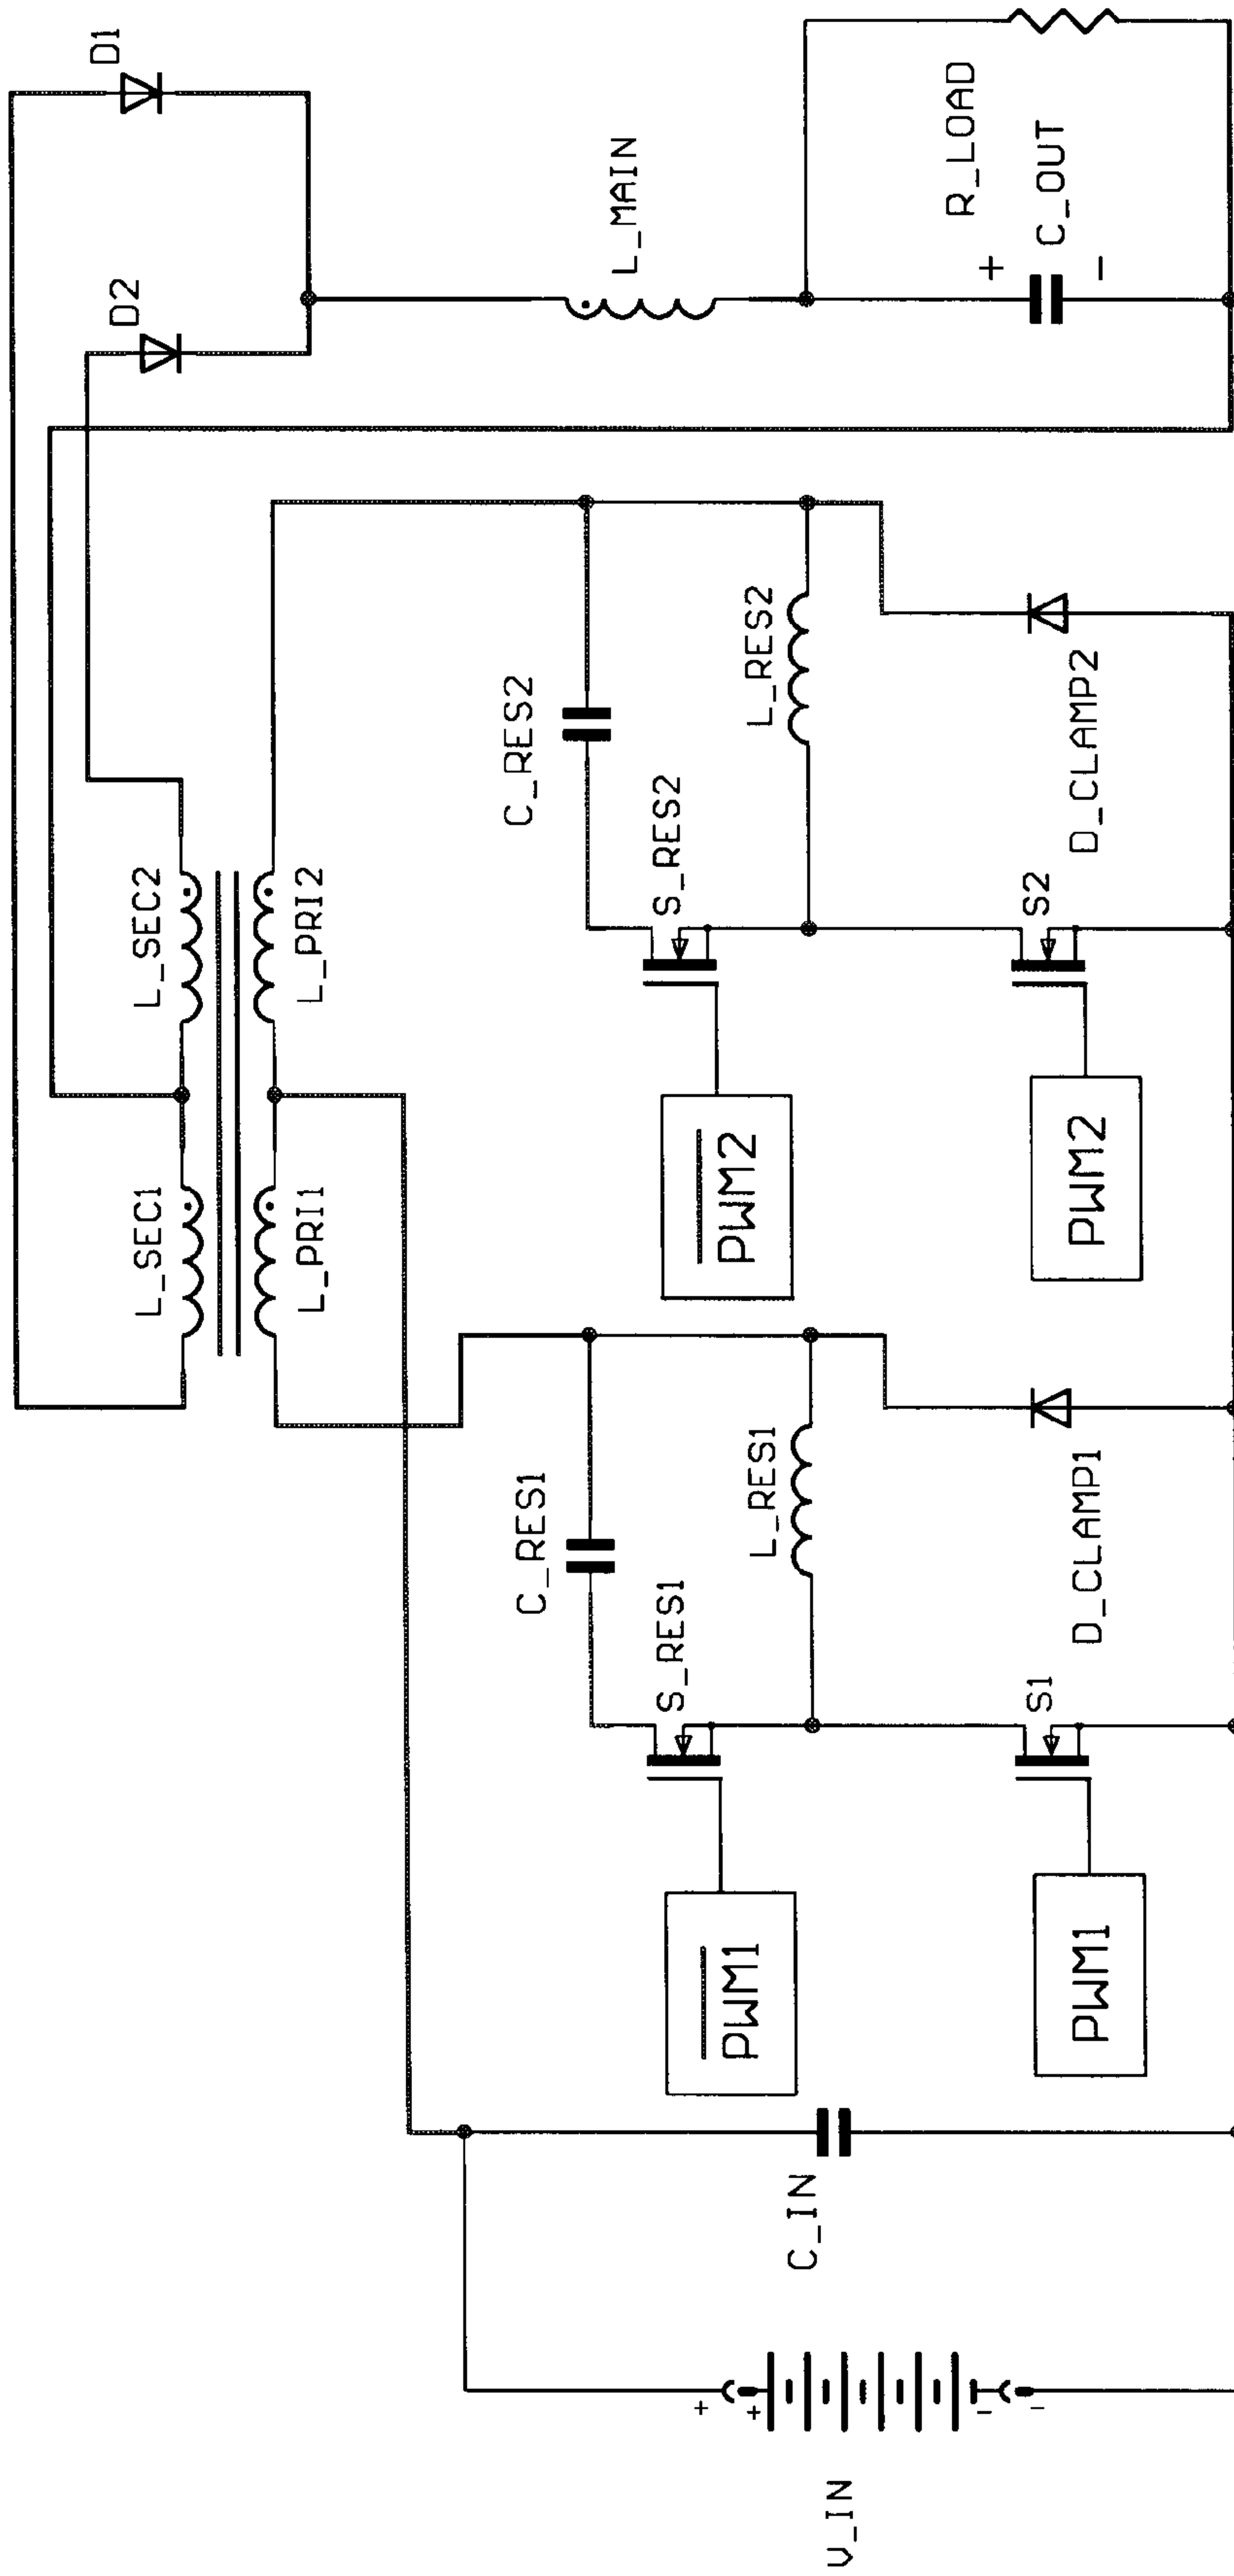 D1
D2
L_MAIN
R_LOAD
+
C_OUT
-
L_SEC2
L_PRI2
L_SEC1
L_PRI1
C_RES2
S_RES2
L_RES2
D_CLAMP2
S2
PWM2
PWM2
C_RES1
S_RES1
L_RES1
D_CLAMP1
S1
PWM1
PWM1
C_IN
+
+
-
-
V_IN